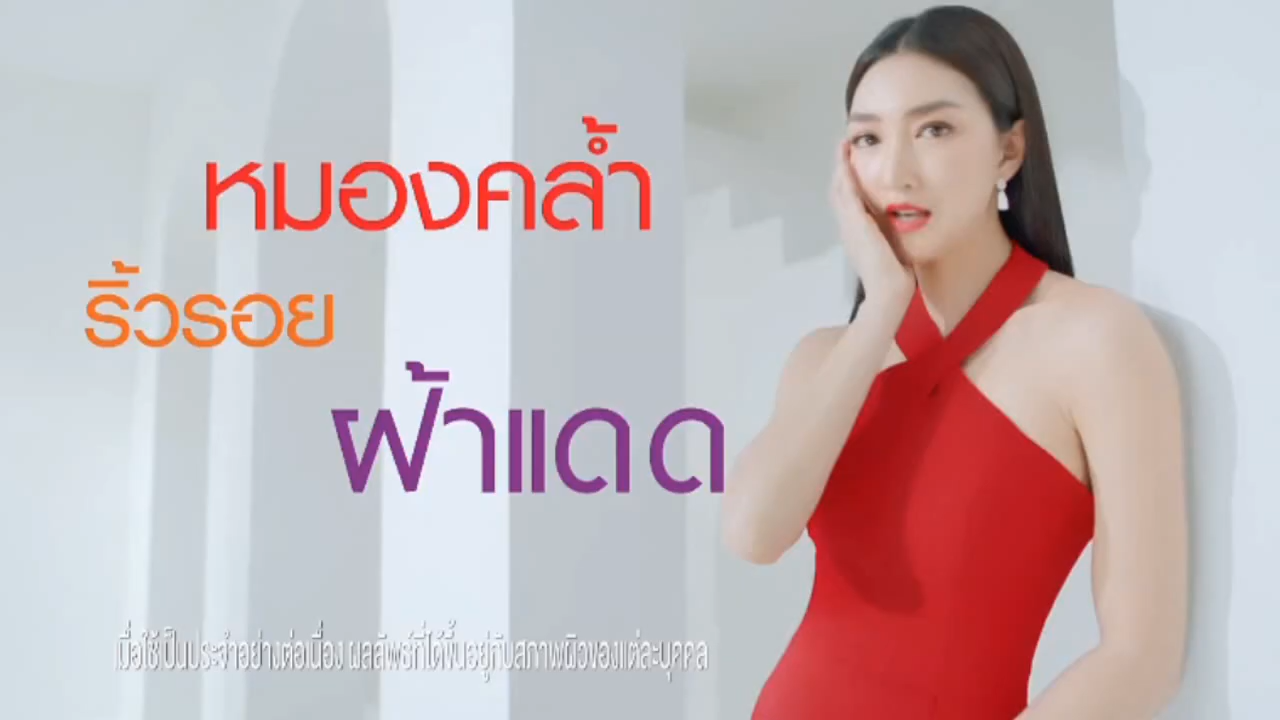 หมองคล้ำ
ริ้วรอย
ฝ้าแดด
เมื่อใช้เป็นประจำอย่างต่อเนื่อง ผลลัพธ์ที่ได้ขึ้นอยู่กับสภาพผิวของแต่ละบุคคล